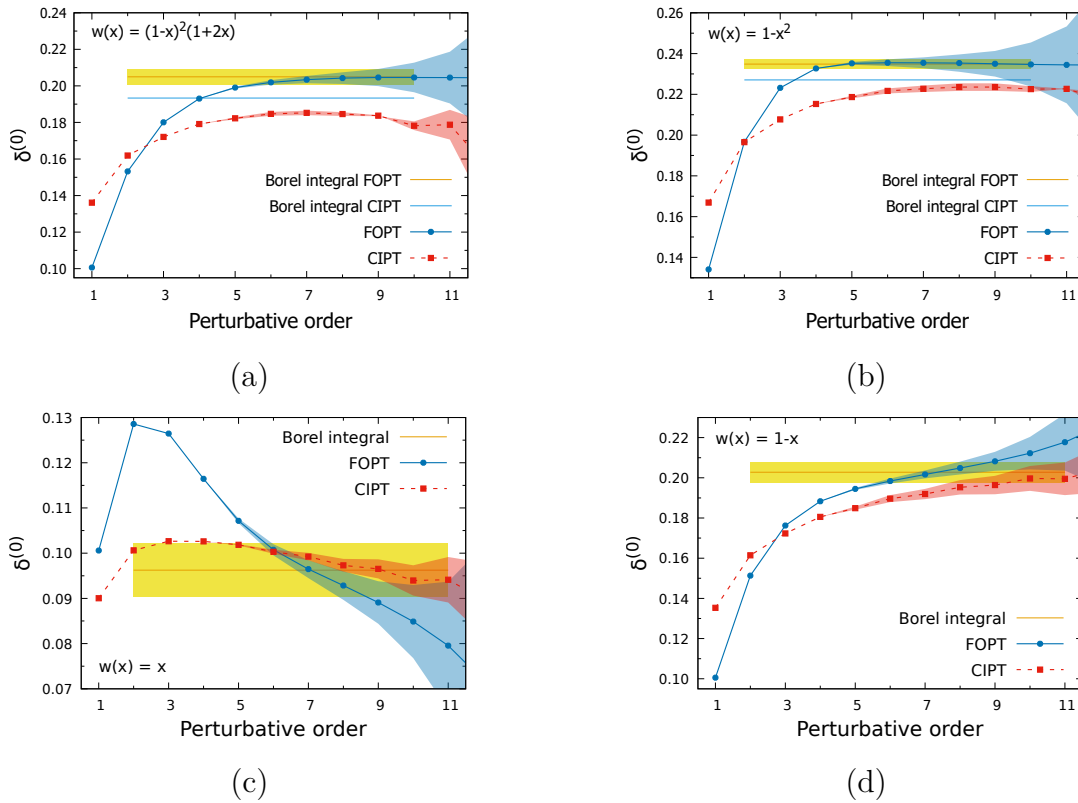 w(x) = (1-x)²(1+2x)
0.22
0.20
0.18
0.16
0.14
0.12
0.10
δ⁽⁰⁾
Borel integral FOPT
Borel integral CIPT
FOPT
CIPT
1 3 5 7 9 11
Perturbative order
(a)
w(x) = 1-x²
0.26
0.24
0.22
0.20
0.18
0.16
0.14
δ⁽⁰⁾
Borel integral FOPT
Borel integral CIPT
FOPT
CIPT
1 3 5 7 9 11
Perturbative order
(b)
0.13
0.12
0.11
0.10
0.09
0.08
0.07
δ⁽⁰⁾
Borel integral
FOPT
CIPT
w(x) = x
1 3 5 7 9 11
Perturbative order
(c)
w(x) = 1-x
0.22
0.20
0.18
0.16
0.14
0.12
0.10
δ⁽⁰⁾
Borel integral
FOPT
CIPT
1 3 5 7 9 11
Perturbative order
(d)